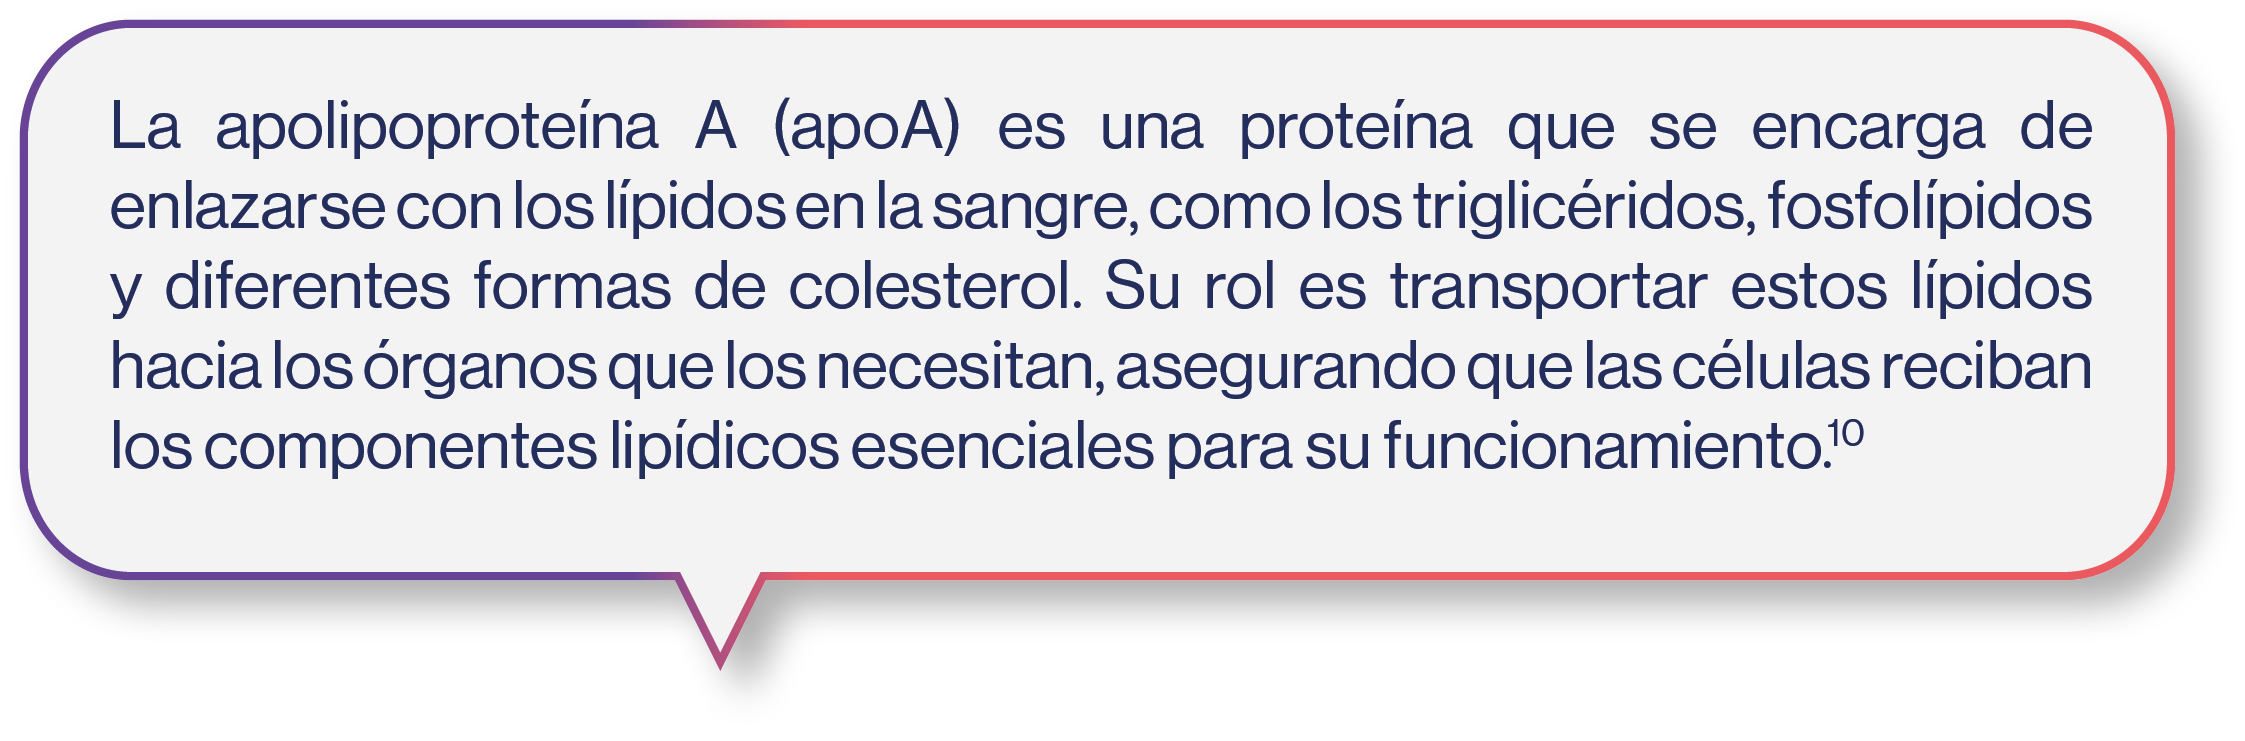 La apolipoproteína A (apoA) es una proteína que se encarga de
enlazarse con los lípidos en la sangre, como los triglicéridos, fosfolípidos
y diferentes formas de colesterol. Su rol es transportar estos lípidos
hacia los órganos que los necesitan, asegurando que las células reciban
los componentes lipídicos esenciales para su funcionamiento.¹⁰